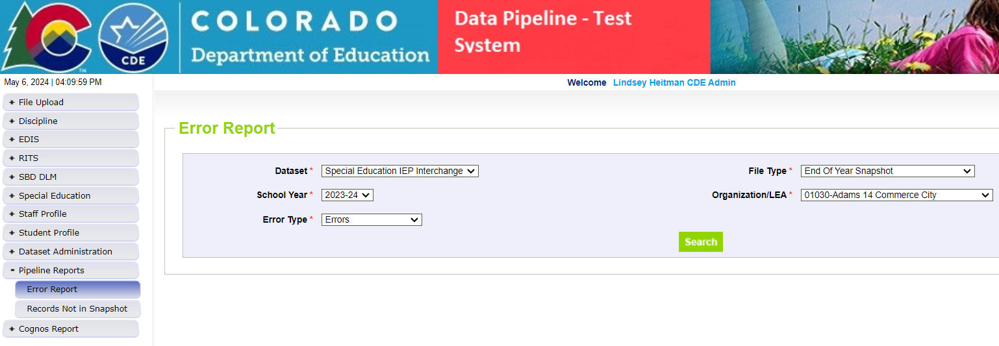 COLORADO
Department of Education
CDE
TM
Data Pipeline - Test
System
May 6, 2024 | 04:09:59 PM
Welcome Lindsey Heitman CDE Admin
+ File Upload
+ Discipline
+ EDIS
+ RITS
+ SBD DLM
+ Special Education
+ Staff Profile
+ Student Profile
+ Dataset Administration
- Pipeline Reports
Error Report
Records Not in Snapshot
+ Cognos Report
Error Report
Dataset * Special Education IEP Interchange
File Type * End Of Year Snapshot
School Year * 2023-24
Organization/LEA * 01030-Adams 14 Commerce City
Error Type * Errors
Search